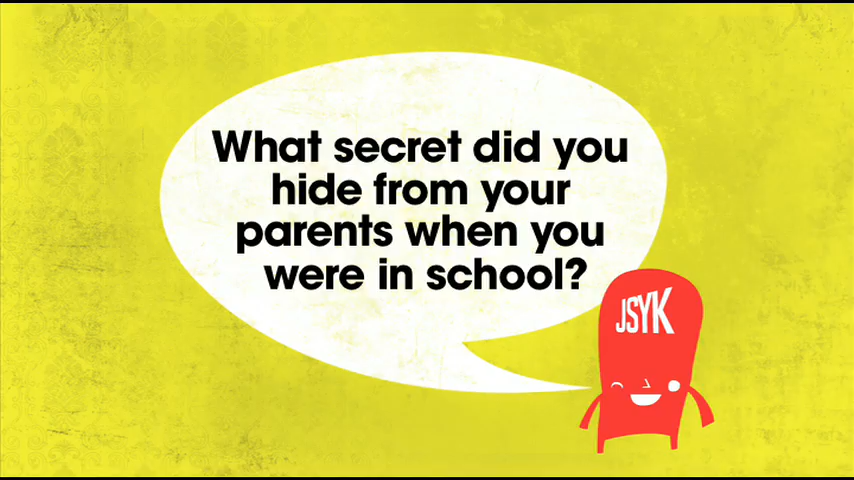 What secret did you
hide from your
parents when you
were in school?
JSYK